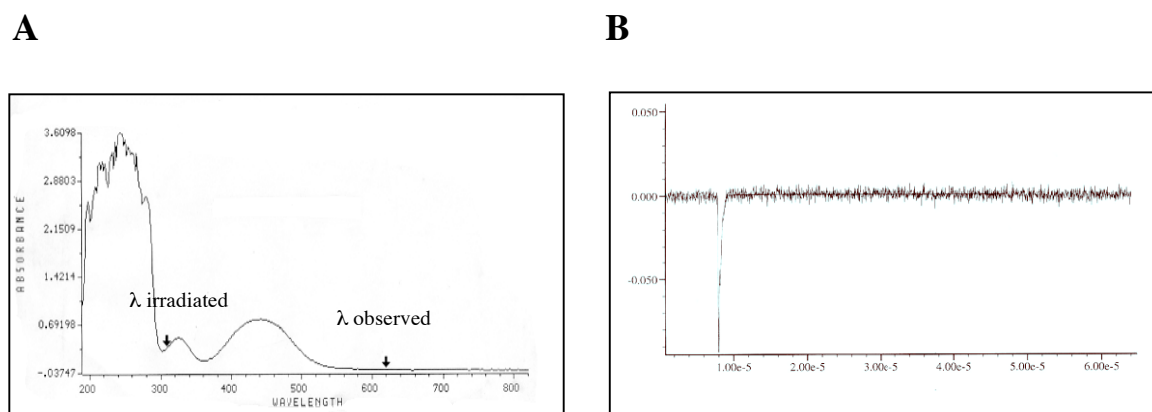 A
B
3.6098
2.8803
2.1509
1.4214
0.69198
-.03747
ABSORBANCE
λ irradiated
λ observed
200 300 400 500 600 700 800
WAVELENGTH
0.050
0.000
-0.050
1.00e-5 2.00e-5 3.00e-5 4.00e-5 5.00e-5 6.00e-5